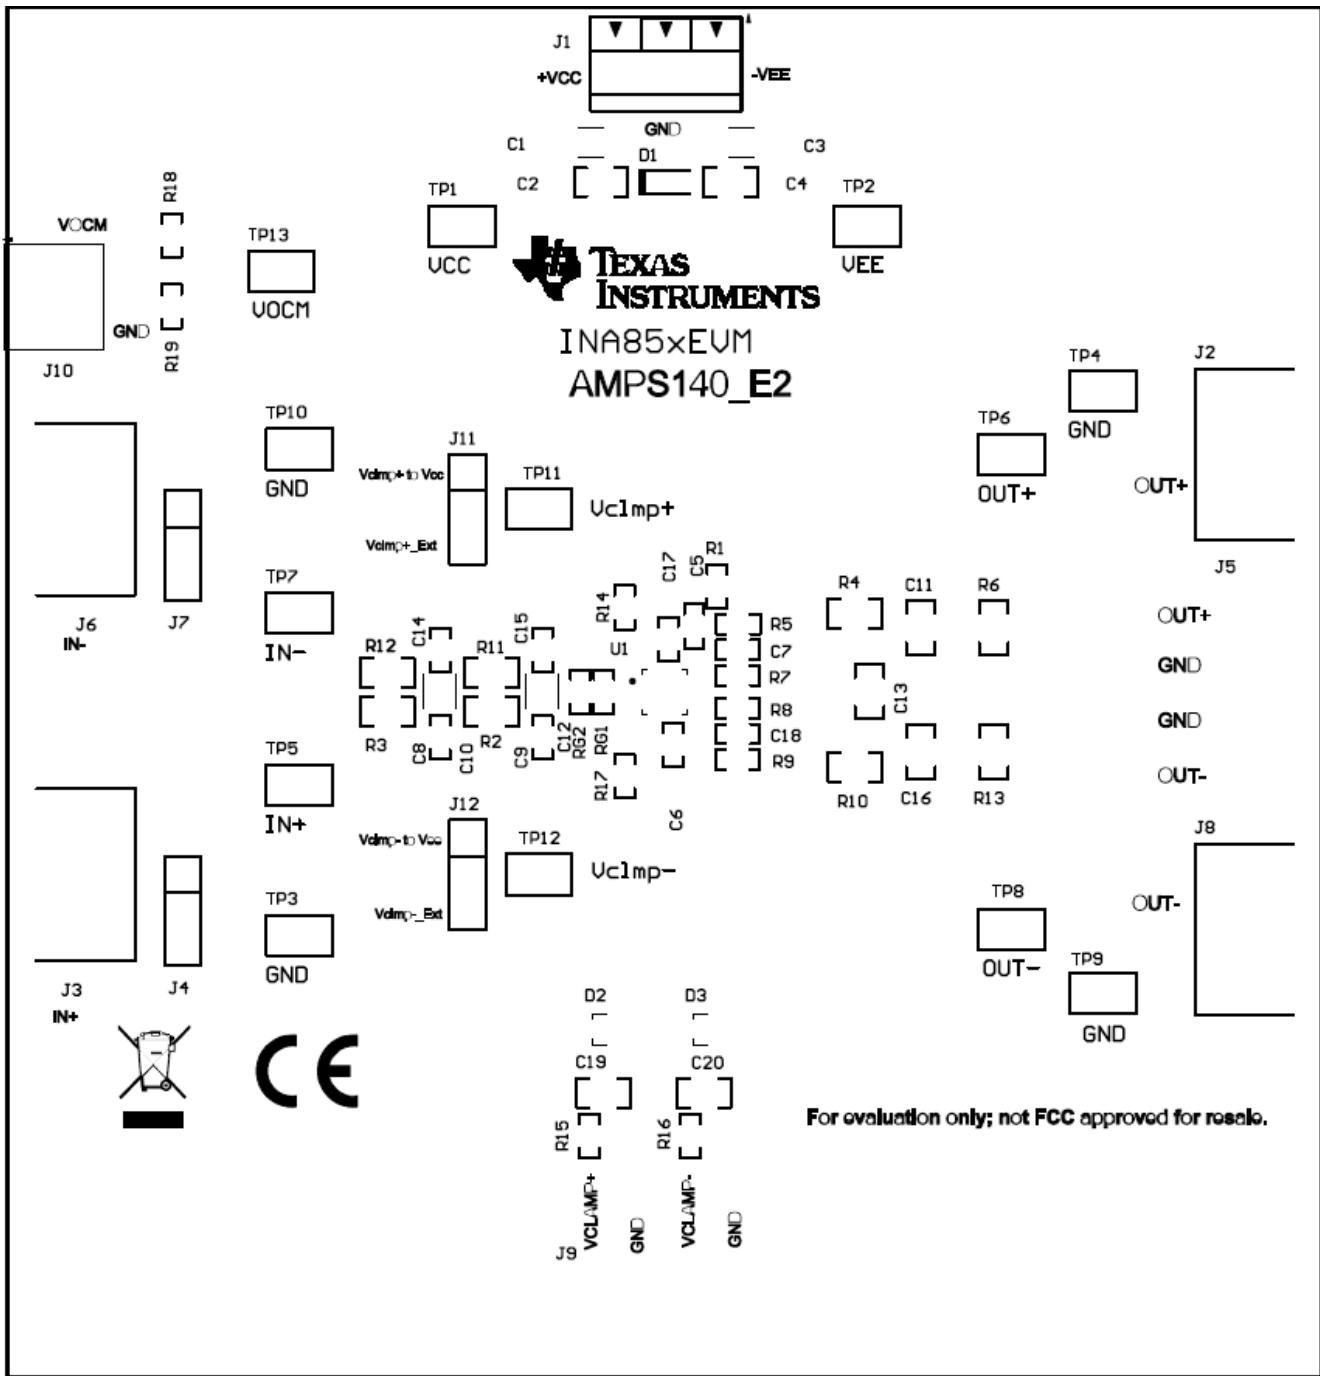 J1
+VCC
-VEE
GND
C1
D1
C3
C2
C4
R18
TP1
TP2
VOCM
TP13
VCC
VEE
TEXAS
INSTRUMENTS
VOCM
GND
R19
J10
INA85xEVM
AMPS140_E2
TP4
J2
TP10
GND
J11
TP6
GND
Vclmp+ to Vcc
TP11
Vclmp+
OUT+
OUT+
Vclmp+_Ext
R1
C17
C5
J5
TP7
R14
R4
C11
R6
J6
J7
IN-
IN-
C14
C15
R5
OUT+
R12
R11
U1
C7
GND
R7
C13
R8
GND
C18
R3
C8
C10
R2
C9
C12
RG2
RG1
R9
TP5
R17
OUT-
IN+
J12
C6
R10
C16
R13
Vclmp- to Vee
TP12
Vclmp-
J8
Vclmp-_Ext
TP3
TP8
OUT-
GND
OUT-
TP9
J3
J4
IN+
D2
D3
GND
CE
C19
C20
For evaluation only; not FCC approved for resale.
R15
R16
VCLAMP+
GND
VCLAMP-
GND
J9